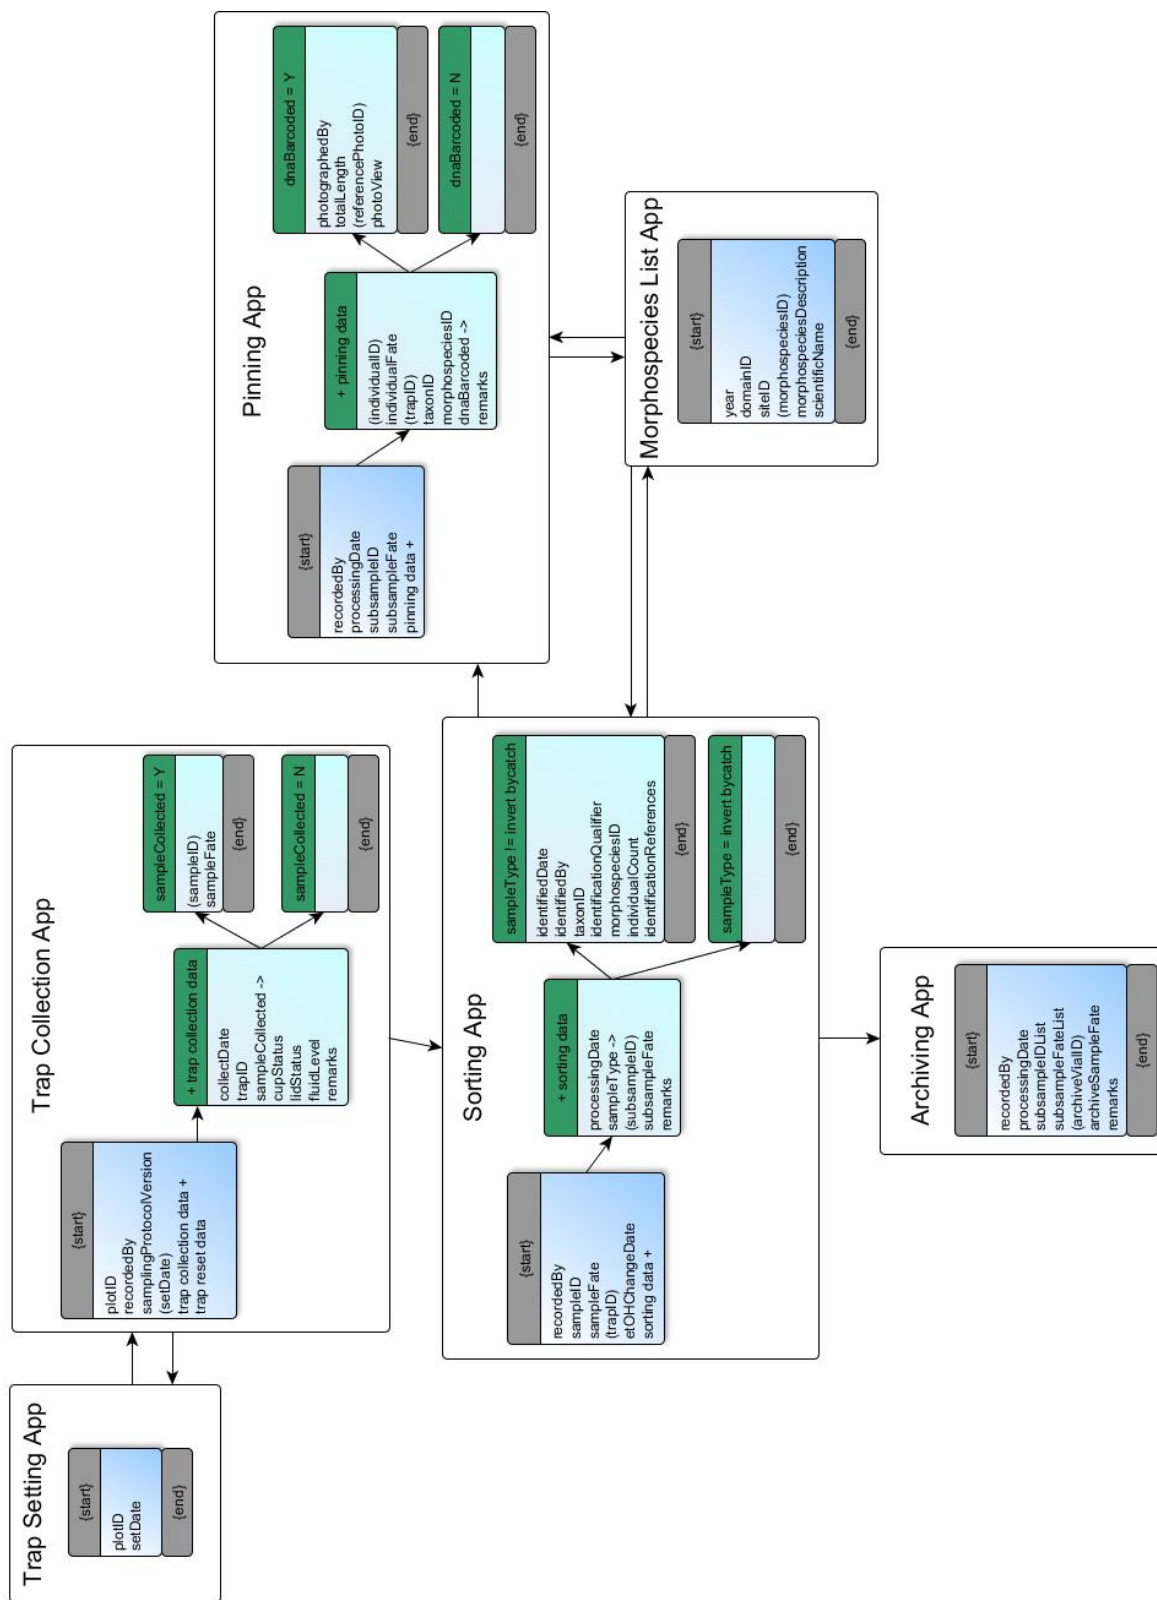 Trap Setting App
{start}
plotID
setDate
{end}
Trap Collection App
{start}
plotID
recordedBy
samplingProtocolVersion
(setDate)
trap collection data +
trap reset data
+ trap collection data
collectDate
trapID
sampleCollected ->
cupStatus
lidStatus
fluidLevel
remarks
sampleCollected = Y
(sampleID)
sampleFate
{end}
sampleCollected = N
{end}
Sorting App
{start}
recordedBy
sampleID
sampleFate
(trapID)
etOHChangeDate
sorting data +
+ sorting data
processingDate
sampleType ->
(subsampleID)
subsampleFate
remarks
sampleType != invert bycatch
identifiedDate
identifiedBy
taxonID
identificationQualifier
morphospeciesID
individualCount
identificationReferences
{end}
sampleType = invert bycatch
{end}
Pinning App
{start}
recordedBy
processingDate
subsampleID
subsampleFate
pinning data +
+ pinning data
(individualID)
individualFate
(trapID)
taxonID
morphospeciesID
dnaBarcoded ->
remarks
dnaBarcoded = Y
photographedBy
totalLength
(referencePhotoID)
photoView
{end}
dnaBarcoded = N
{end}
Archiving App
{start}
recordedBy
processingDate
subsampleIDList
subsampleFateList
(archiveVialID)
archiveSampleFate
remarks
{end}
Morphospecies List App
{start}
year
domainID
siteID
(morphospeciesID)
morphospeciesDescription
scientificName
{end}